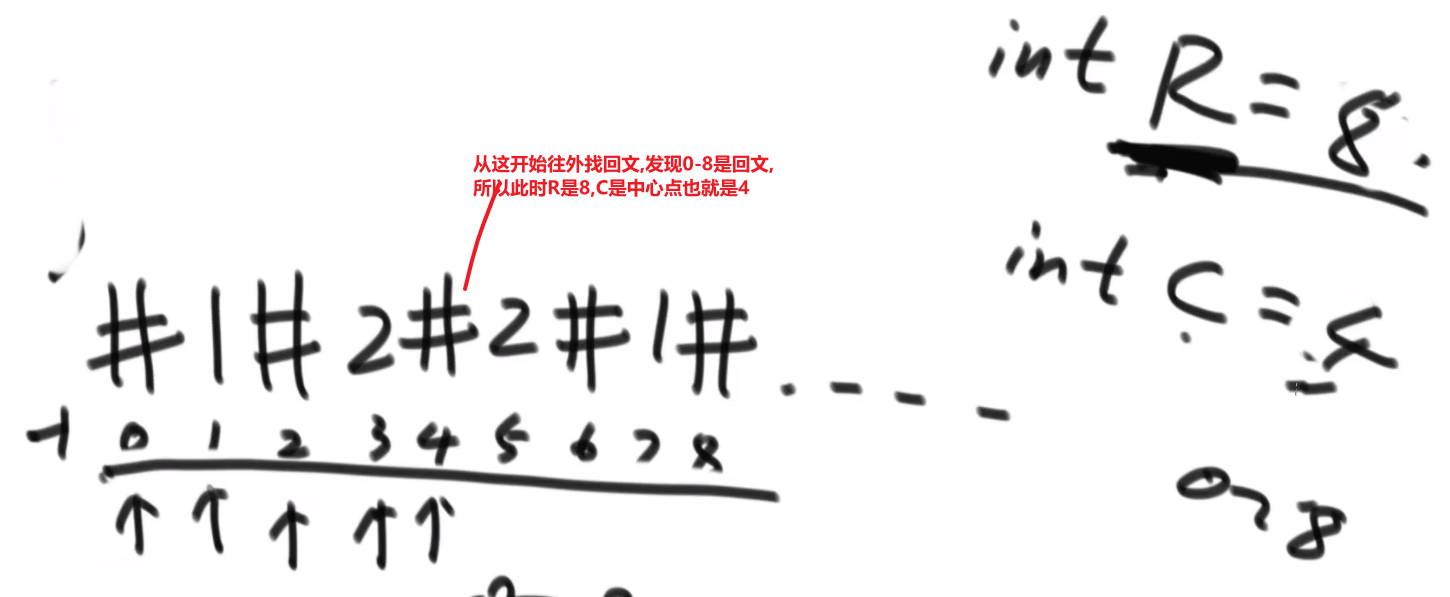 int R = 8.
从这开始往外找回文,发现0-8是回文,
所以此时R是8,C是中心点也就是4
int C = 4
#1#2#2#1#
-1 0 1 2 3 4 5 6 7 8
0~8